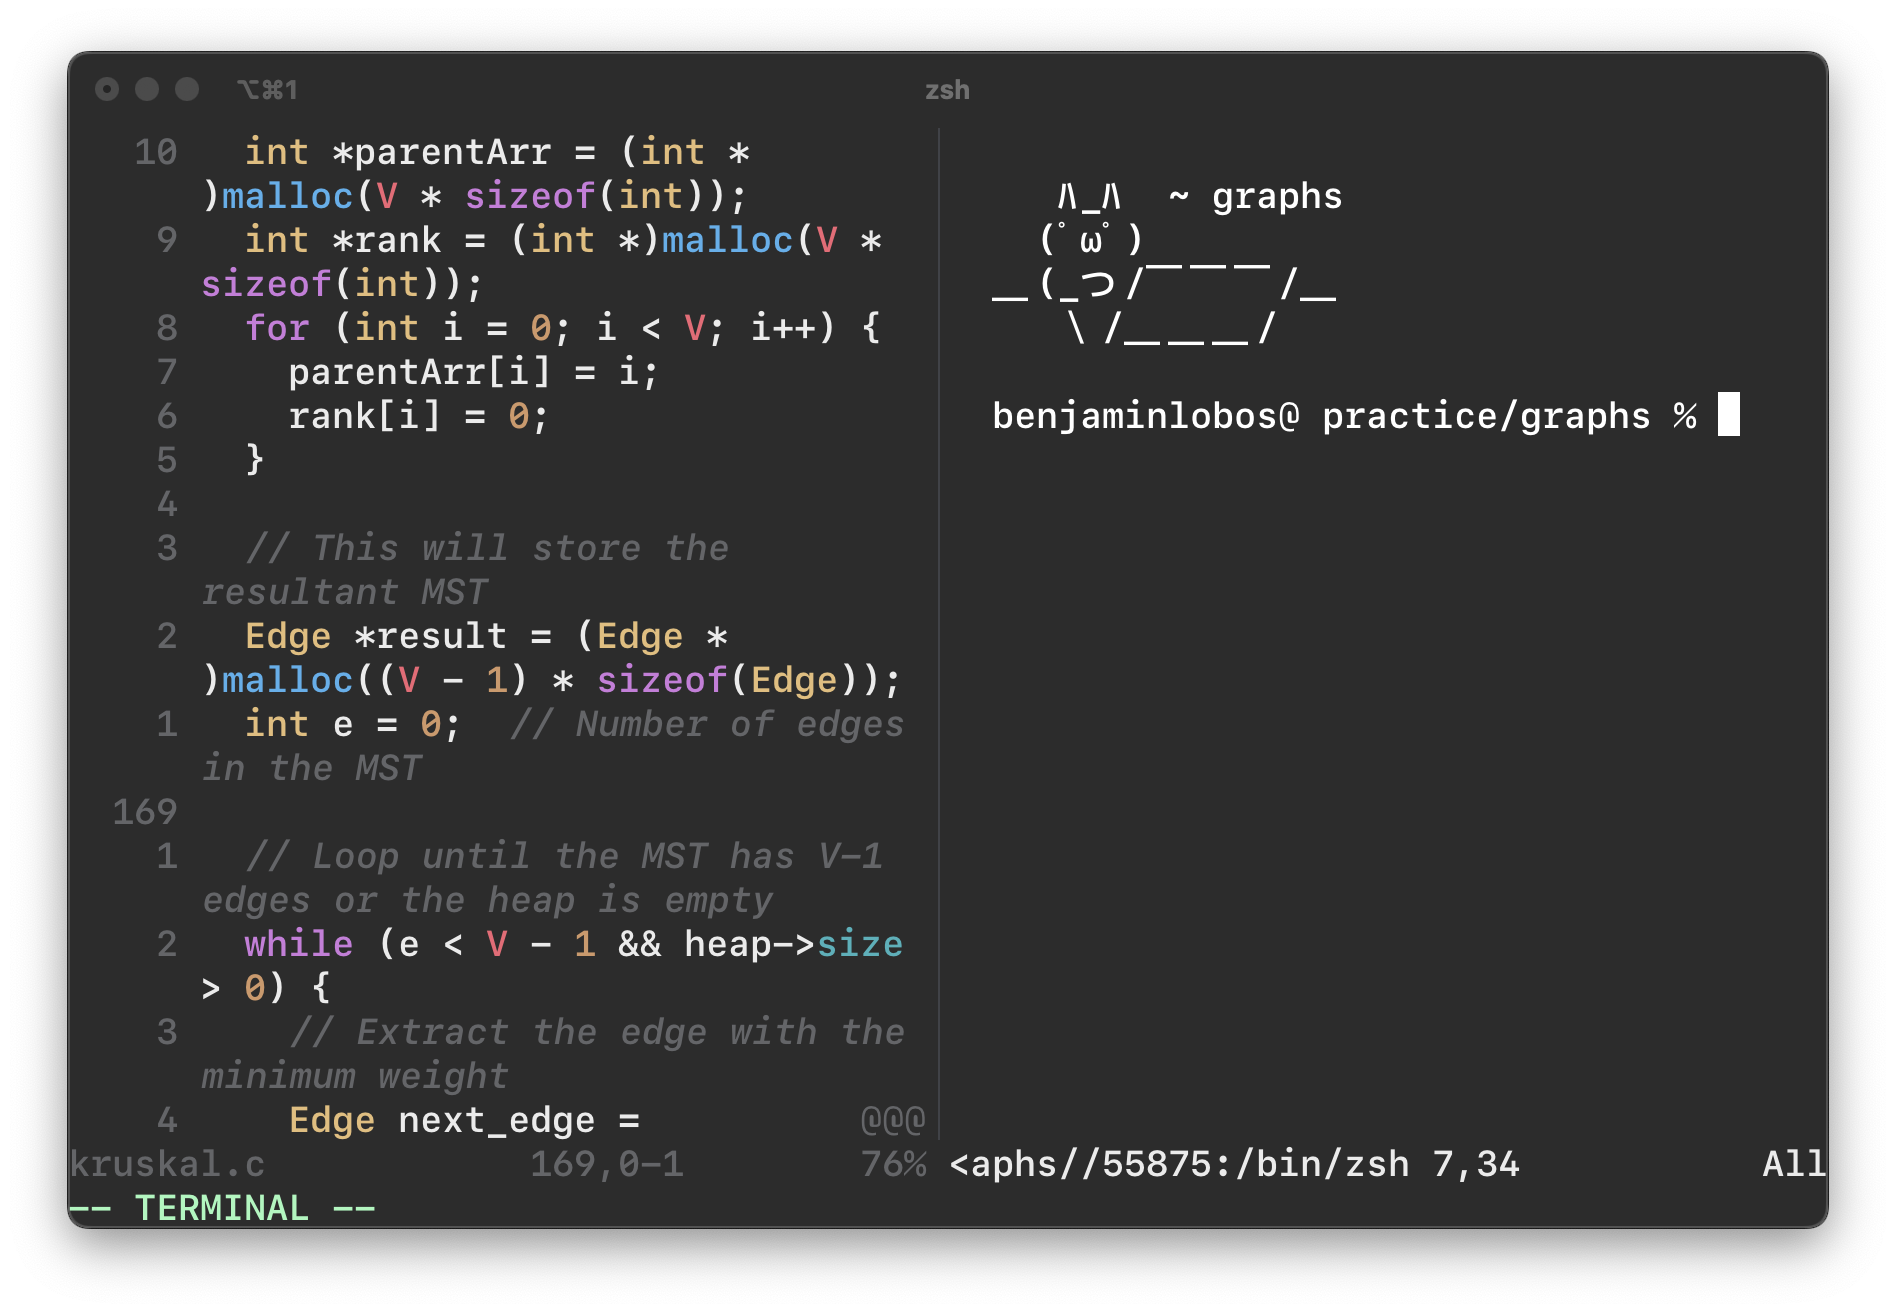 ⌥⌘1 zsh
10 int *parentArr = (int *
)malloc(V * sizeof(int));
9 int *rank = (int *)malloc(V *
sizeof(int));
8 for (int i = 0; i < V; i++) {
7 parentArr[i] = i;
6 rank[i] = 0;
5 }
4
3 // This will store the
resultant MST
2 Edge *result = (Edge *
)malloc((V - 1) * sizeof(Edge));
1 int e = 0; // Number of edges
in the MST
169
1 // Loop until the MST has V-1
edges or the heap is empty
2 while (e < V - 1 && heap->size
> 0) {
3 // Extract the edge with the
minimum weight
4 Edge next_edge = @@@
kruskal.c 169,0-1 76%
ﾊ_ﾊ ~ graphs
(ﾟωﾟ)
＿(_つ/￣￣￣/＿
\/＿＿＿/
benjaminlobos@ practice/graphs %
<aphs//55875:/bin/zsh 7,34 All
-- TERMINAL --